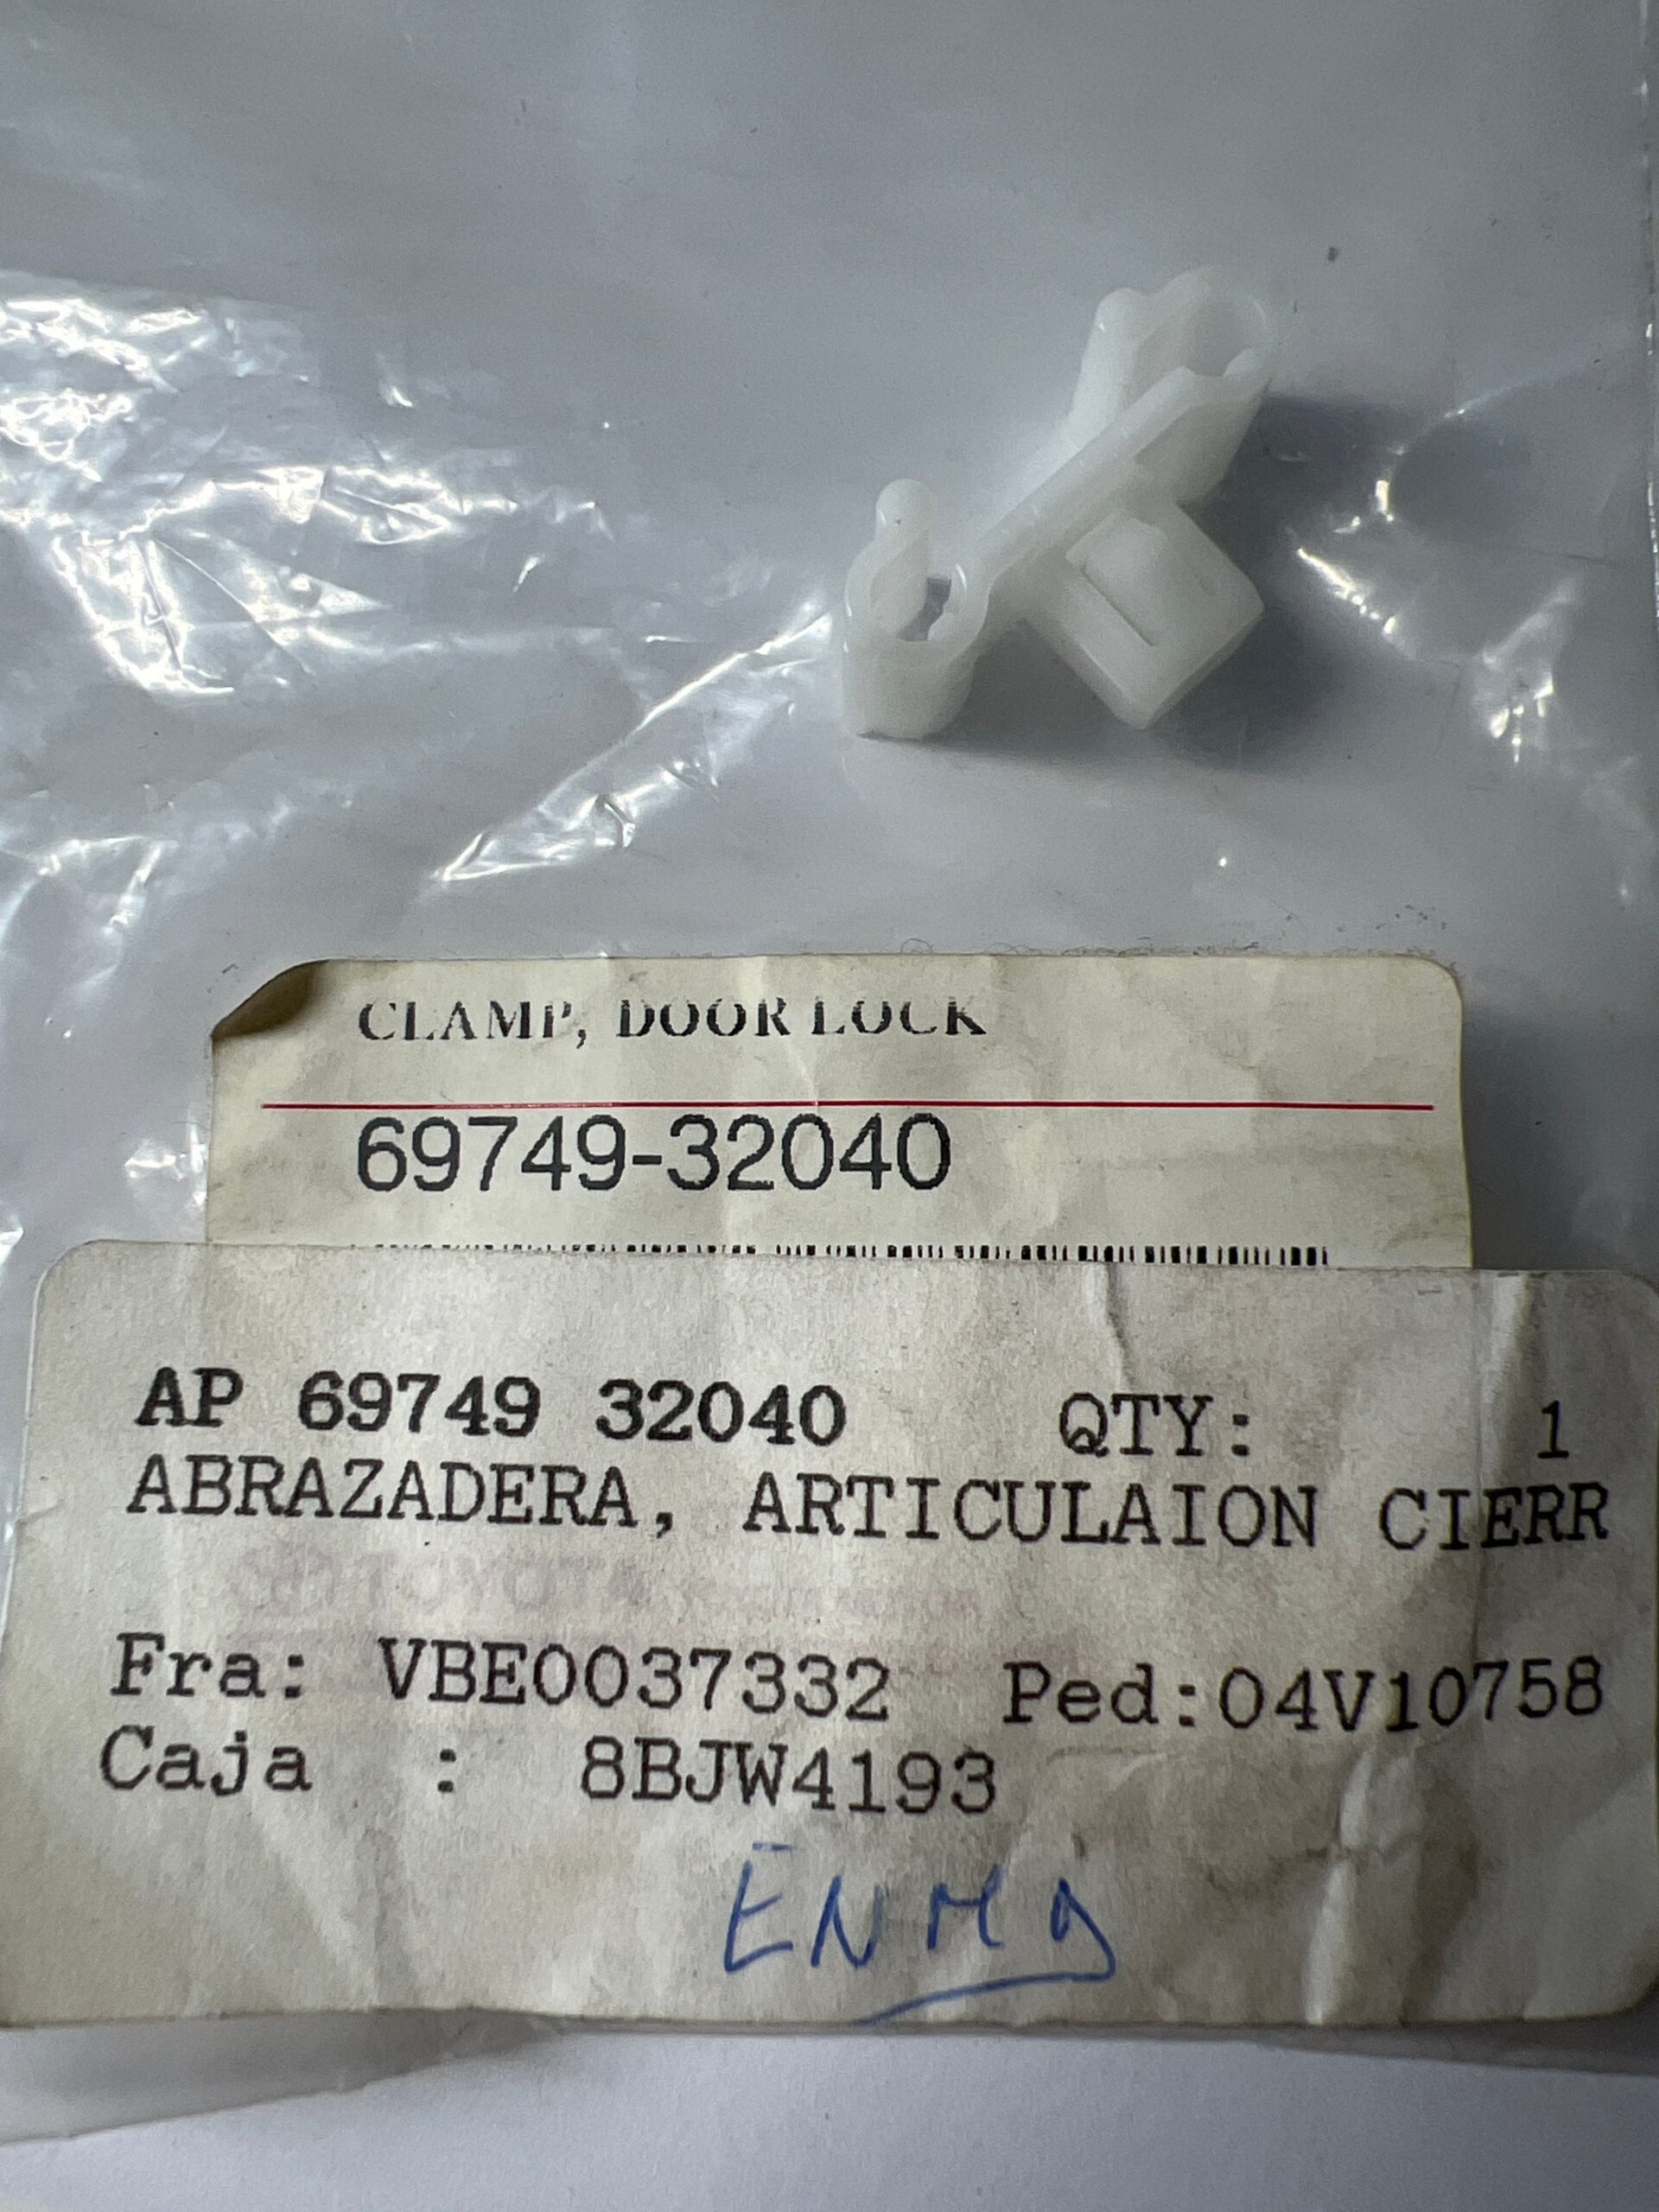 CLAMP, DOOR LOCK
69749-32040
AP 69749 32040 QTY: 1
ABRAZADERA, ARTICULAION CIERR
TOYOTA
Fra: VBE0037332 Ped:04V10758
Caja : 8BJW4193